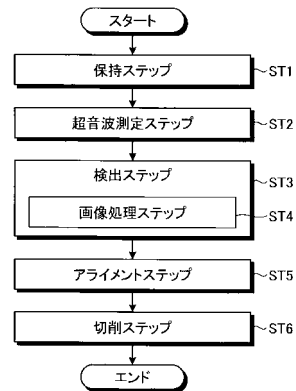 スタート
保持ステップ ST1
超音波測定ステップ ST2
検出ステップ ST3
画像処理ステップ ST4
アライメントステップ ST5
切削ステップ ST6
エンド